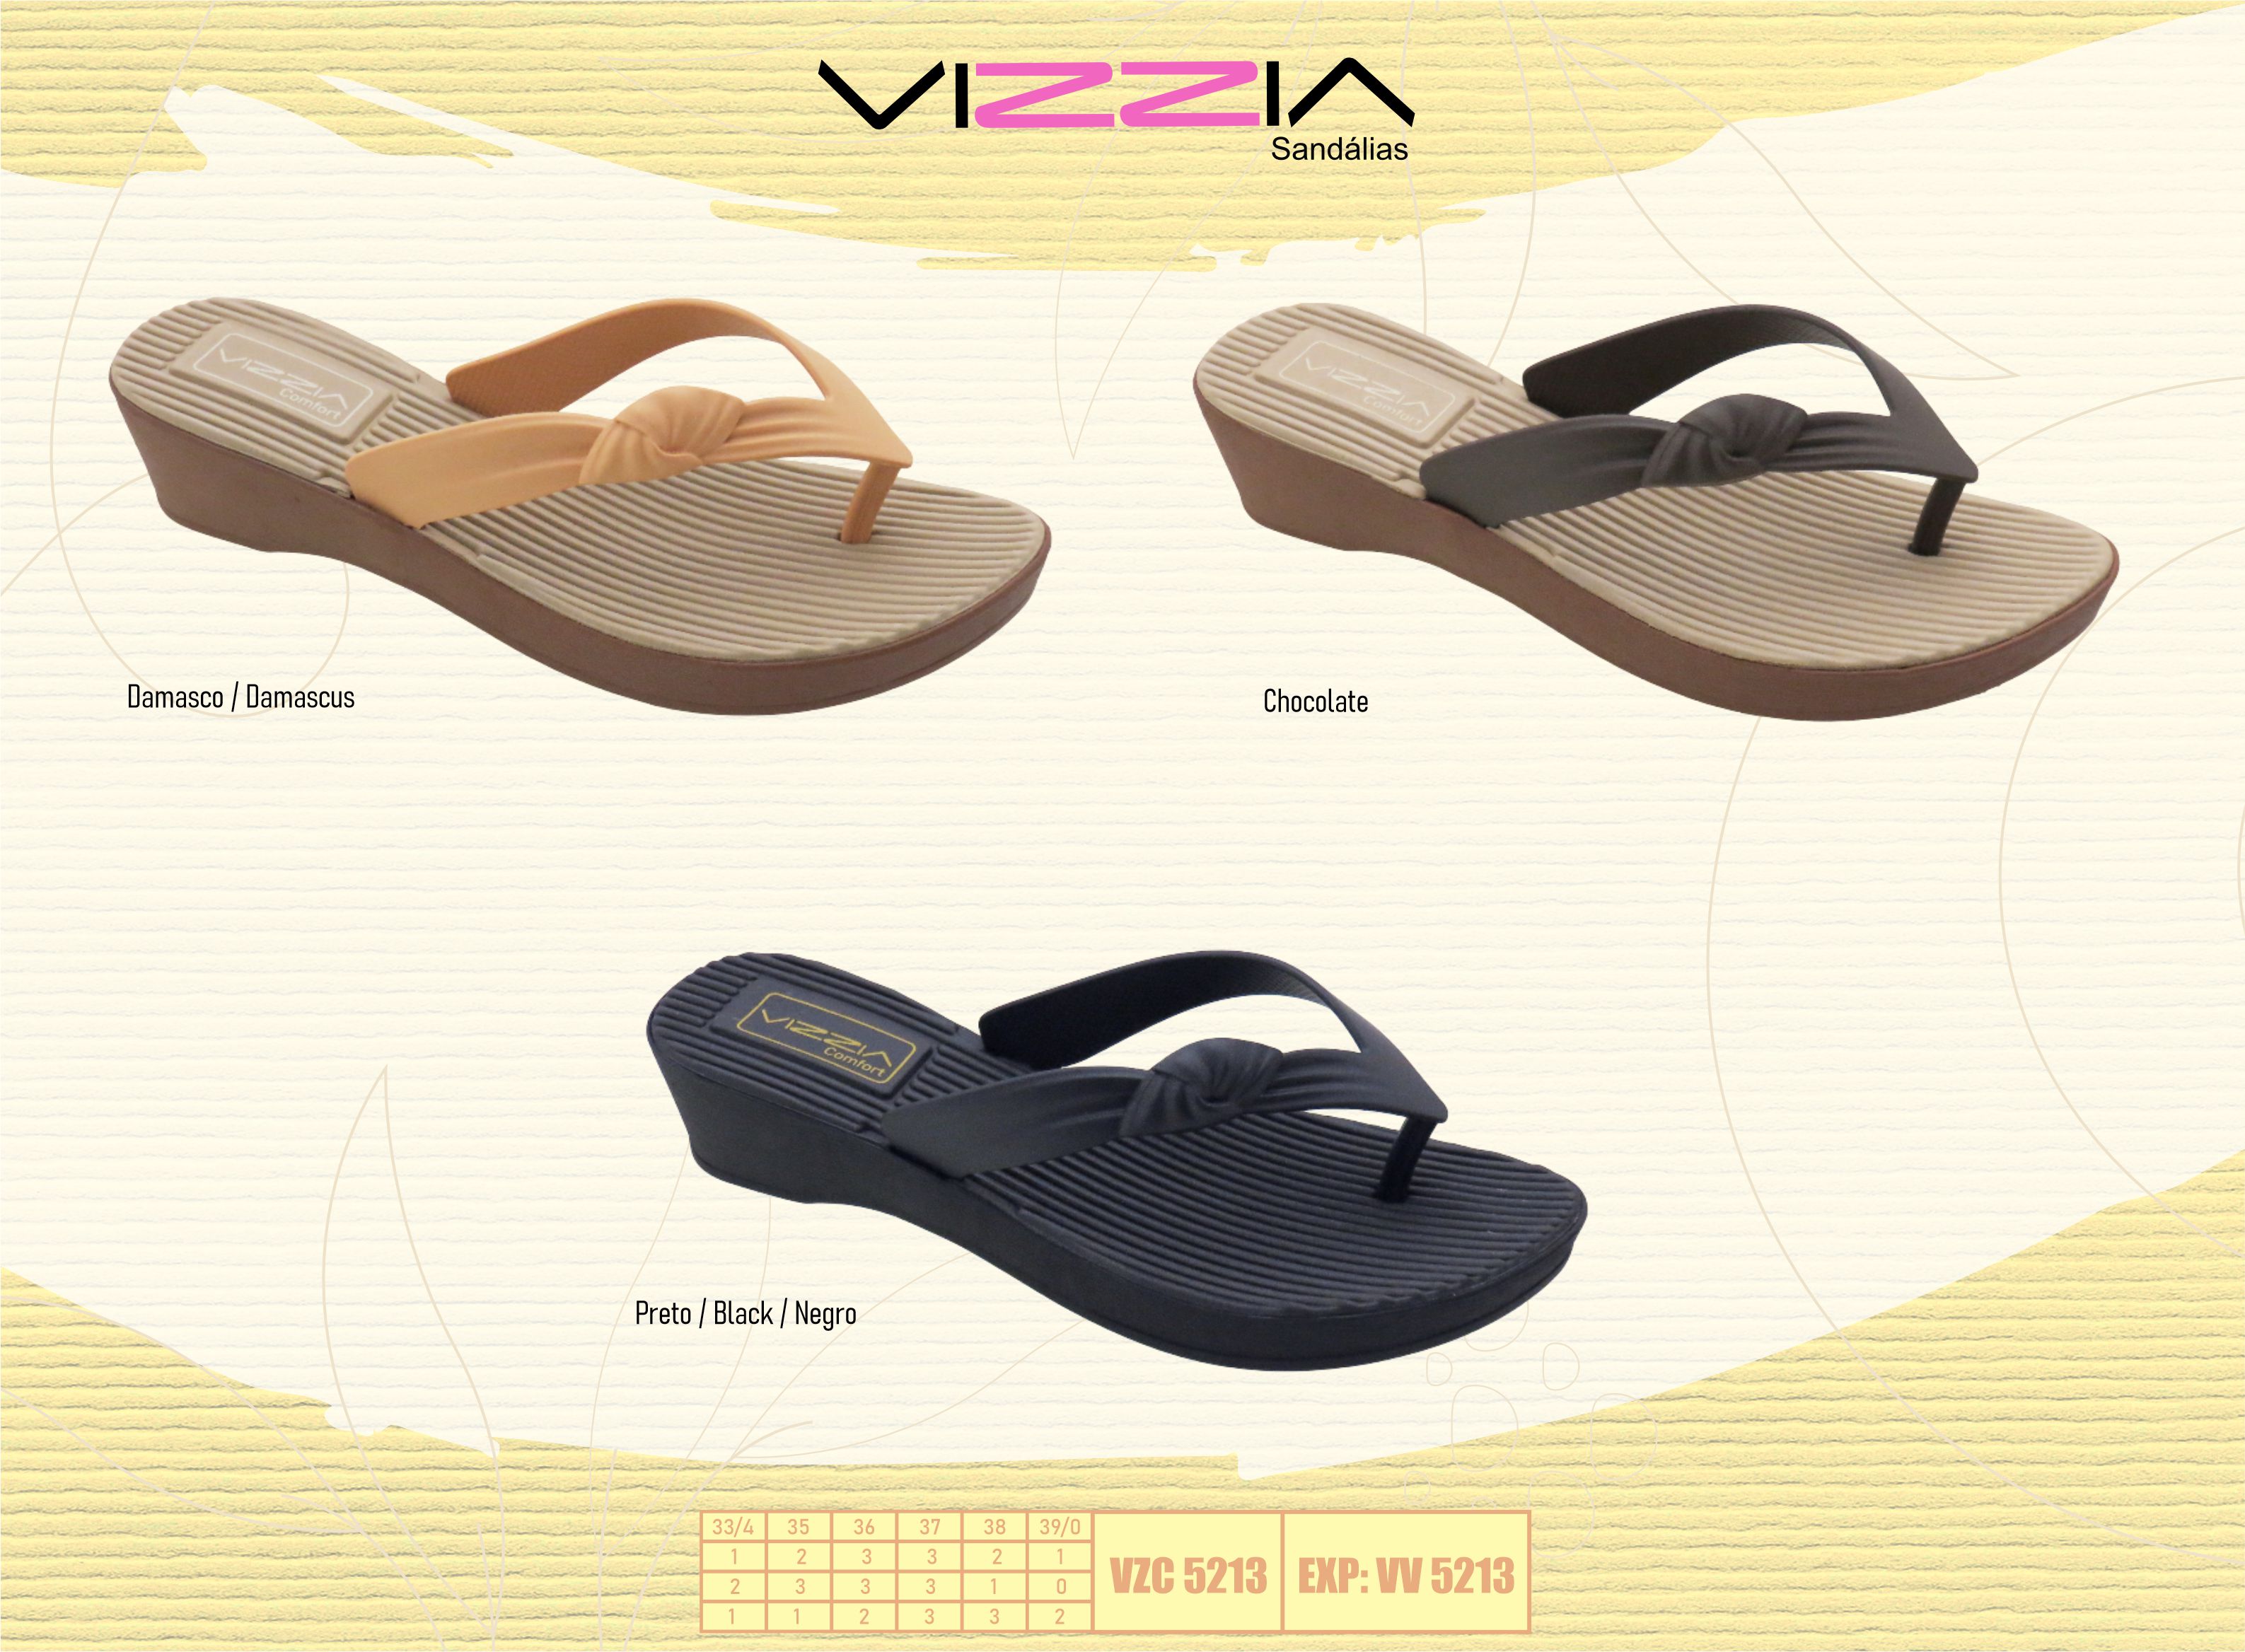 VIZZIA
Sandálias
VIZZIA
Comfort
VIZZIA
Comfort
Damasco / Damascus
Chocolate
VIZZIA
Comfort
Preto / Black / Negro
33/4 35 36 37 38 39/0
1 2 3 3 2 1
2 3 3 3 1 0
1 1 2 3 3 2
VZC 5213
EXP: VV 5213